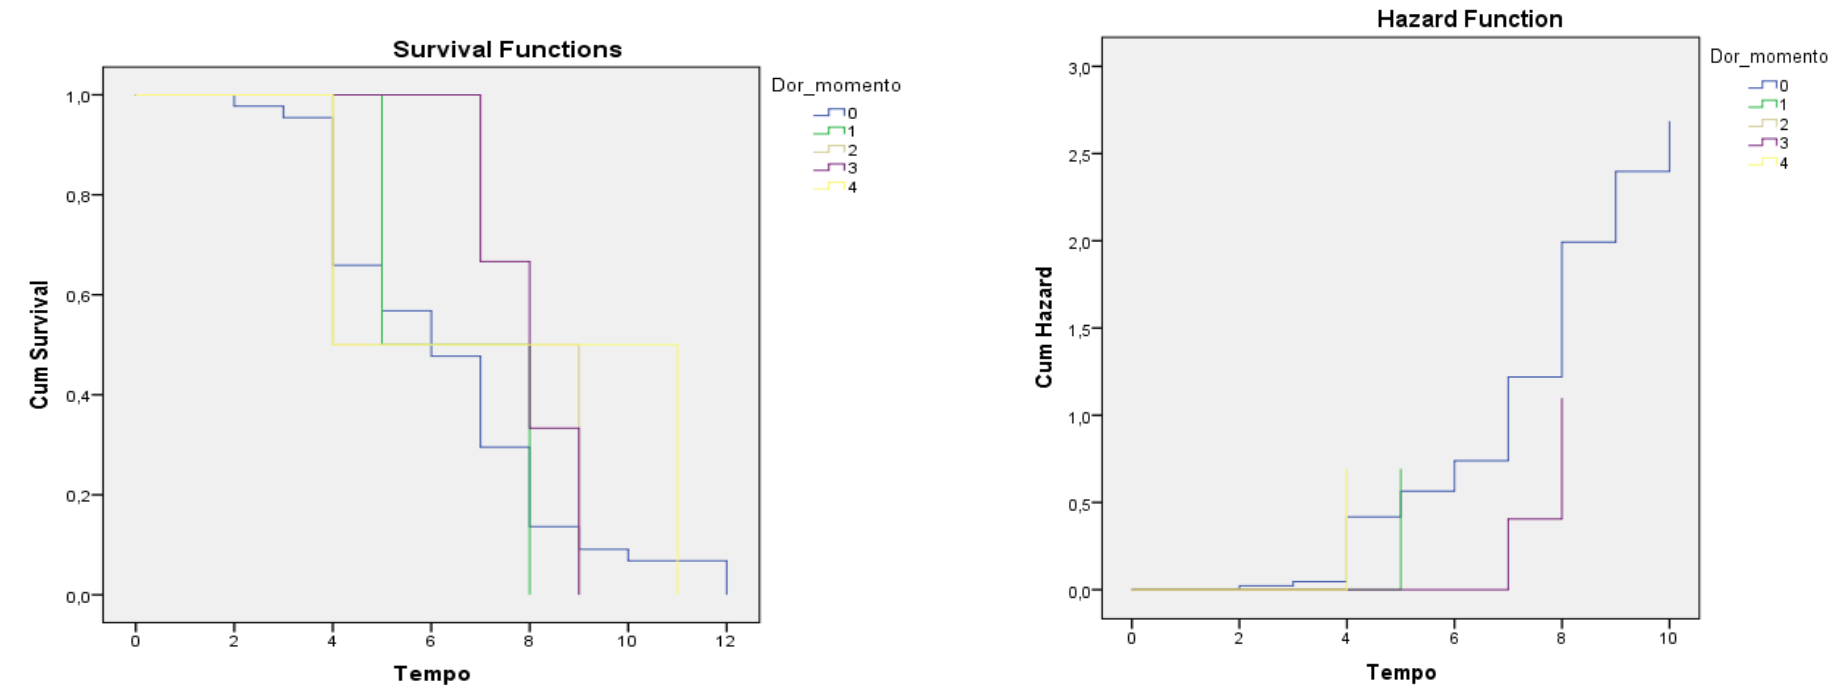 Survival Functions
Dor_momento
0
1
2
3
4
1,0
0,8
0,6
0,4
0,2
0,0
Cum Survival
0 2 4 6 8 10 12
Tempo
Hazard Function
Dor_momento
0
1
2
3
4
3,0
2,5
2,0
1,5
1,0
0,5
0,0
Cum Hazard
0 2 4 6 8 10
Tempo